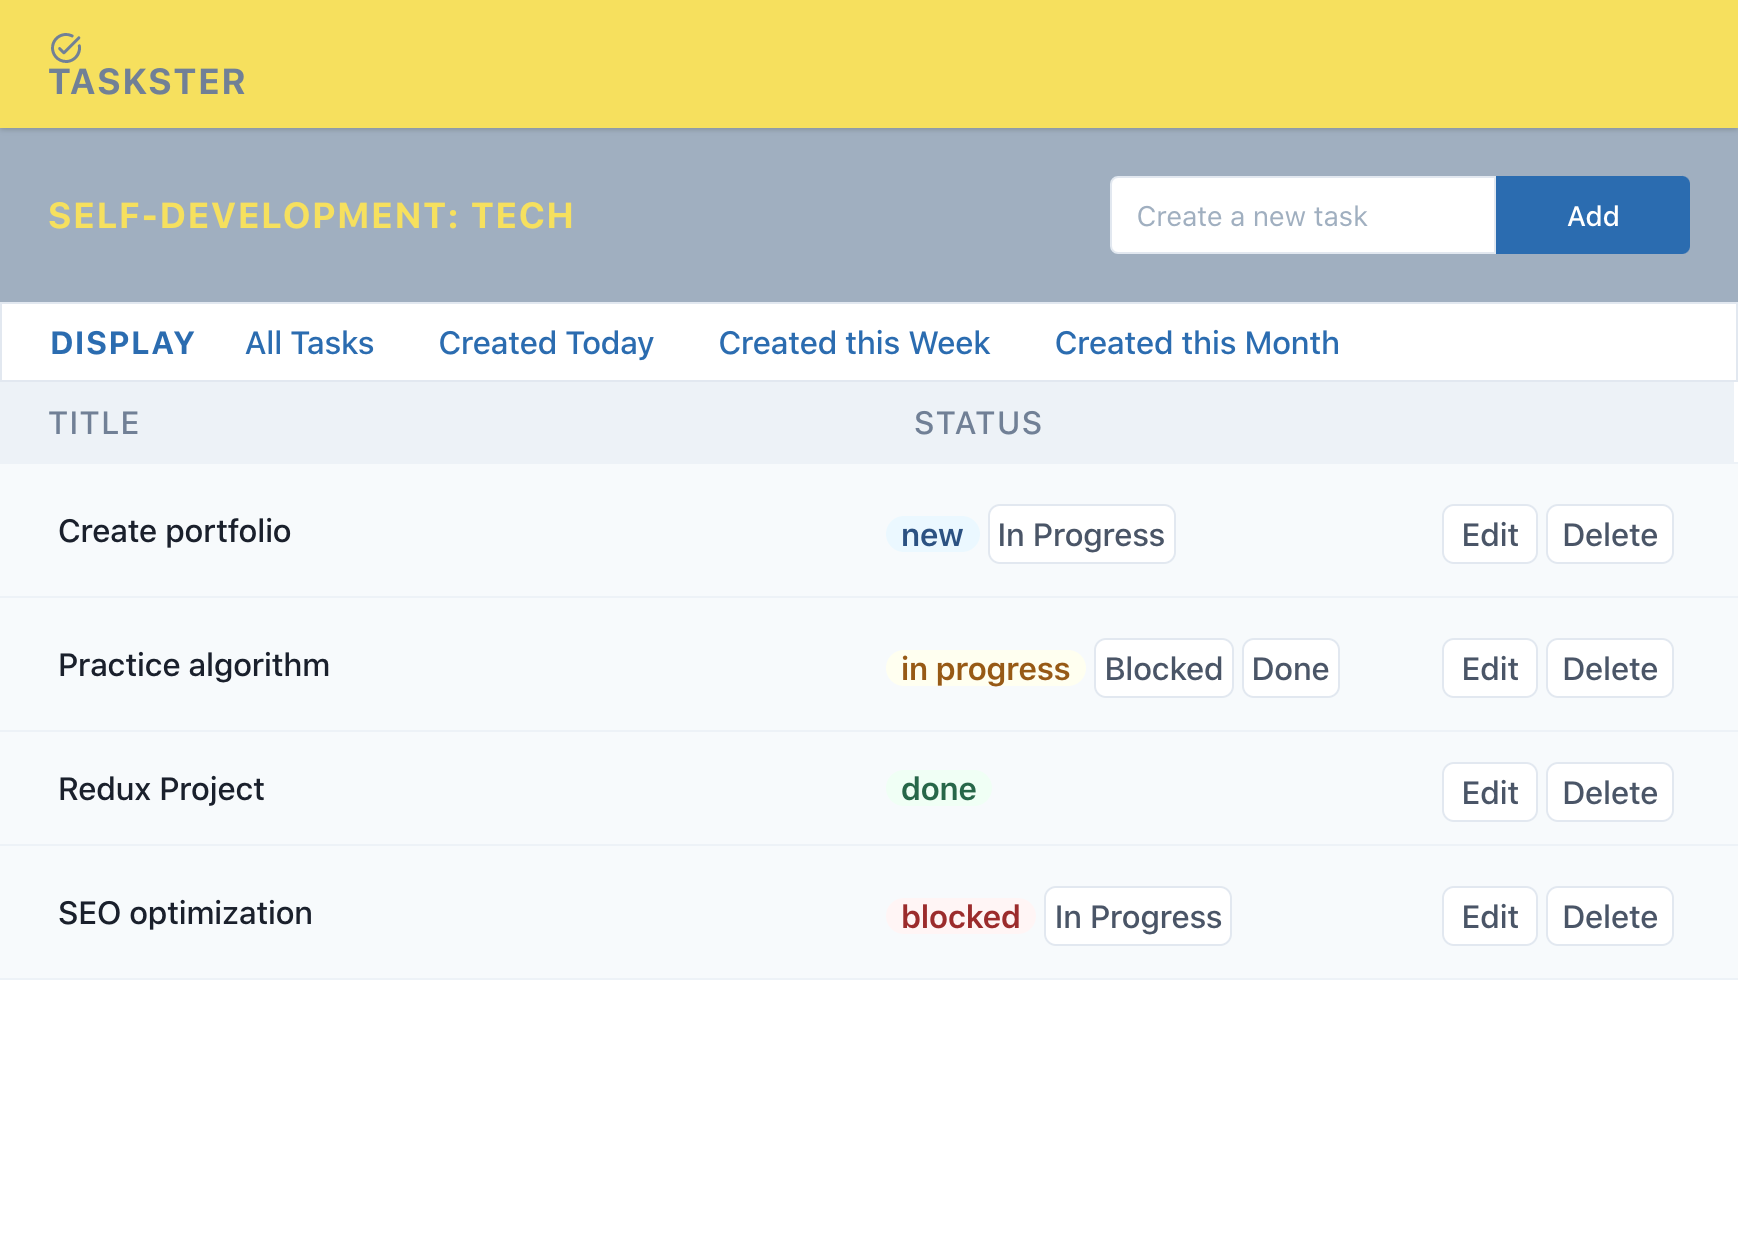 TASKSTER
SELF-DEVELOPMENT: TECH
Create a new task
Add
DISPLAY All Tasks Created Today Created this Week Created this Month
TITLE STATUS
Create portfolio new In Progress Edit Delete
Practice algorithm in progress Blocked Done Edit Delete
Redux Project done Edit Delete
SEO optimization blocked In Progress Edit Delete